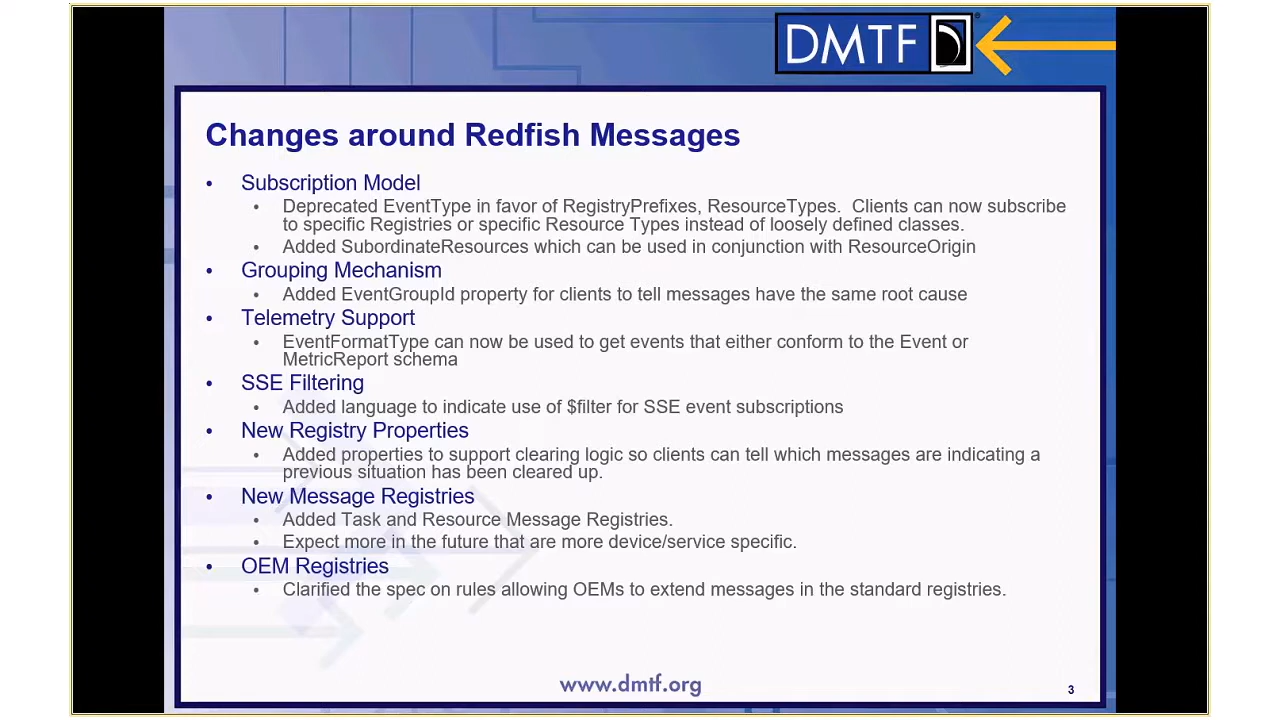 DMTF
Changes around Redfish Messages
• Subscription Model
• Deprecated EventType in favor of RegistryPrefixes, ResourceTypes.  Clients can now subscribe
to specific Registries or specific Resource Types instead of loosely defined classes.
• Added SubordinateResources which can be used in conjunction with ResourceOrigin
• Grouping Mechanism
• Added EventGroupId property for clients to tell messages have the same root cause
• Telemetry Support
• EventFormatType can now be used to get events that either conform to the Event or
MetricReport schema
• SSE Filtering
• Added language to indicate use of $filter for SSE event subscriptions
• New Registry Properties
• Added properties to support clearing logic so clients can tell which messages are indicating a
previous situation has been cleared up.
• New Message Registries
• Added Task and Resource Message Registries.
• Expect more in the future that are more device/service specific.
• OEM Registries
• Clarified the spec on rules allowing OEMs to extend messages in the standard registries.
www.dmtf.org
3